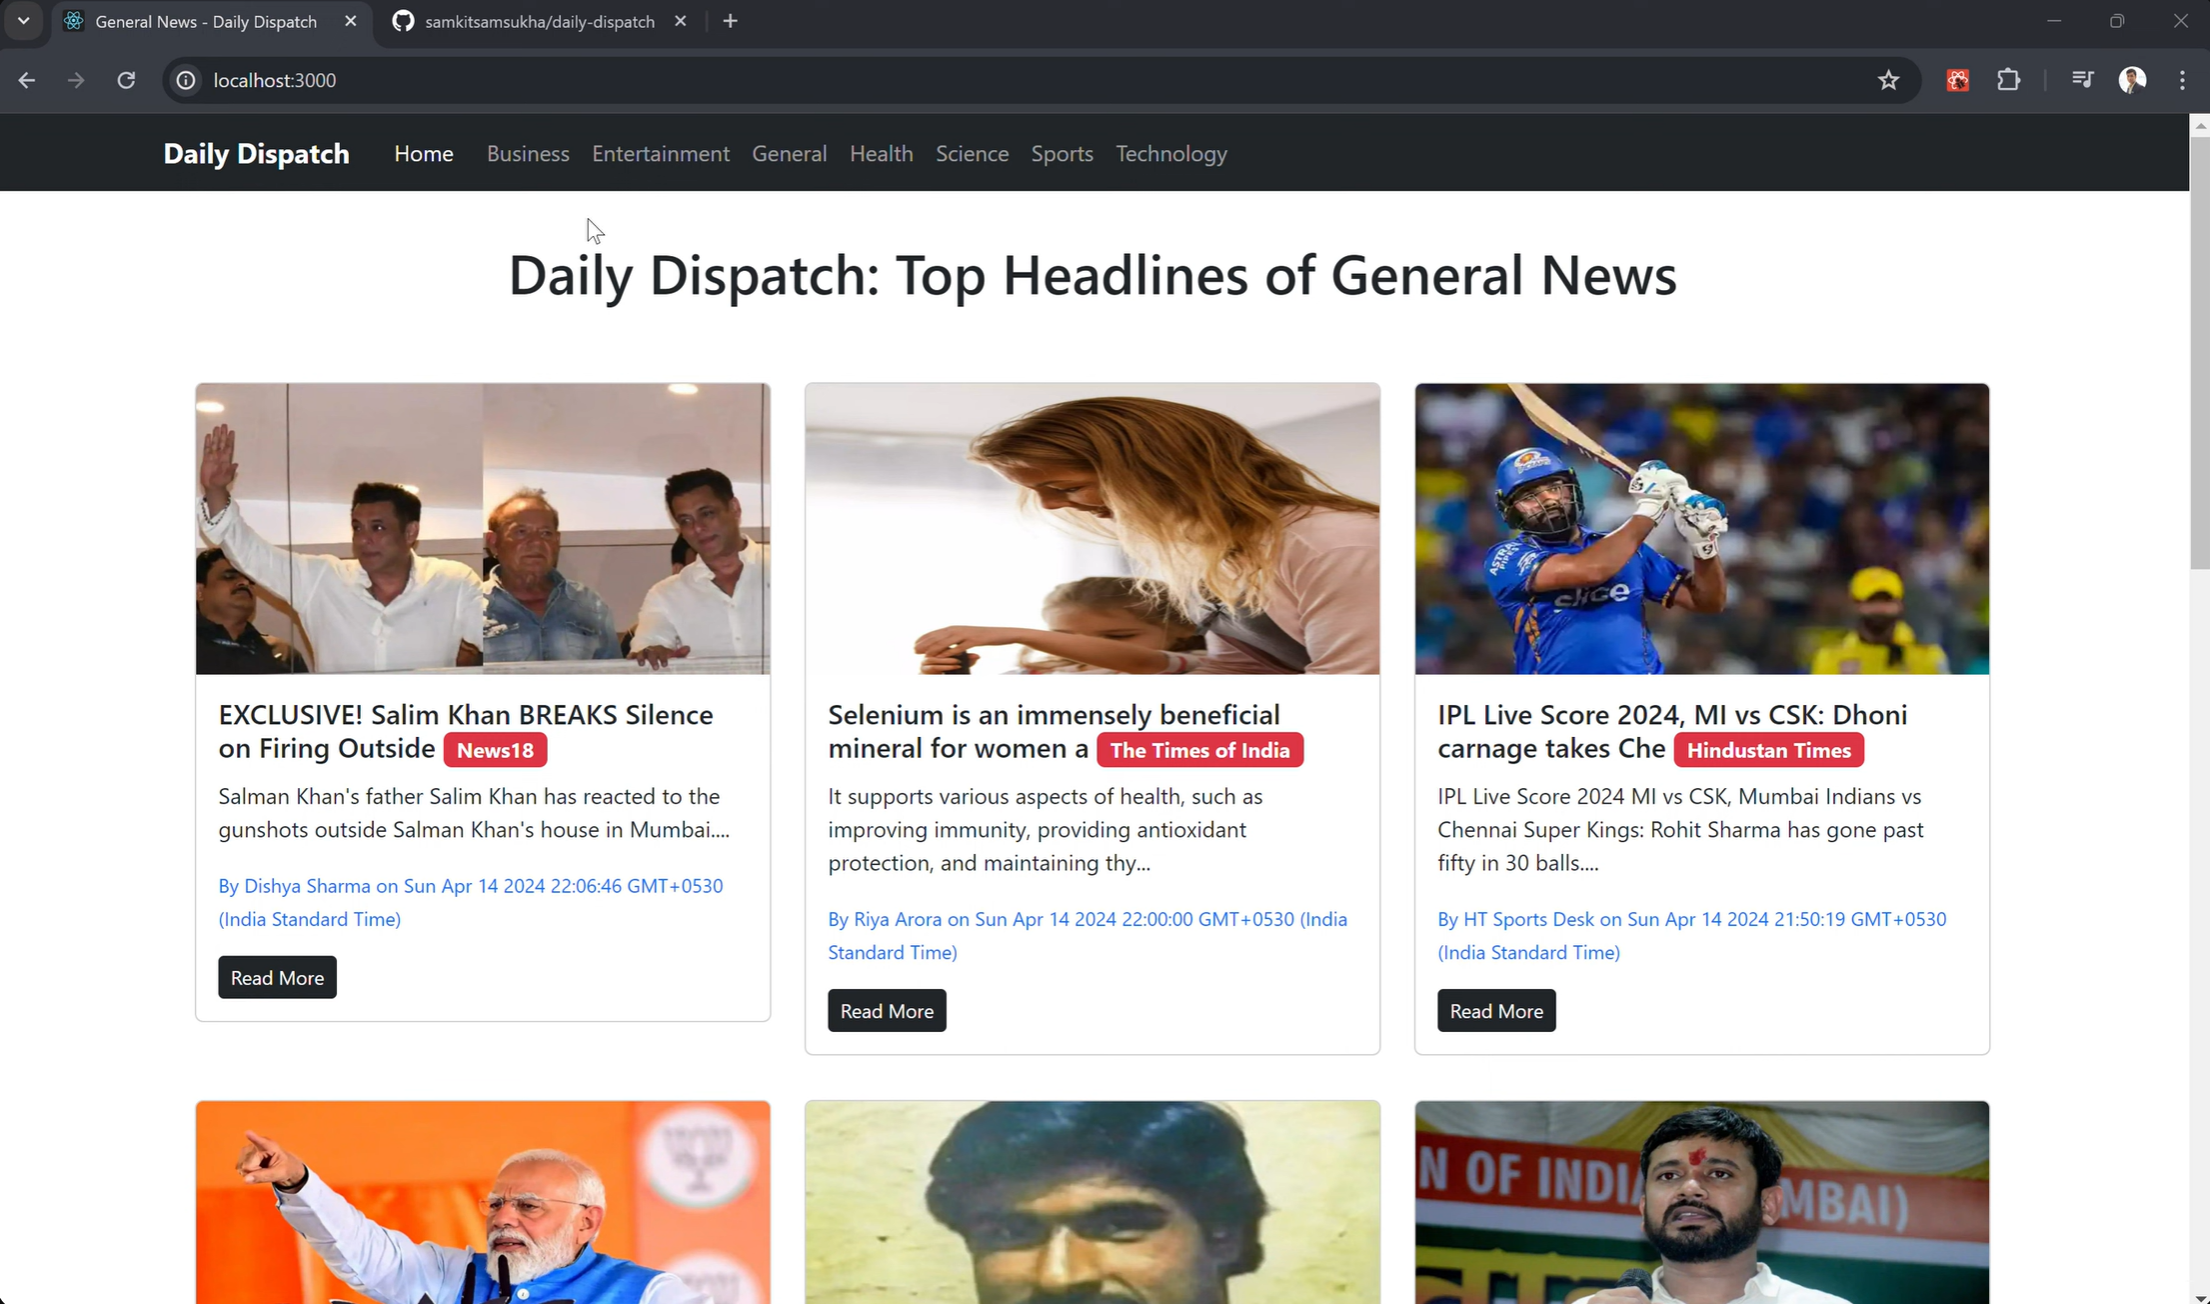 General News - Daily Dispatch
samkitsamsukha/daily-dispatch
localhost:3000
Daily Dispatch Home Business Entertainment General Health Science Sports Technology
Daily Dispatch: Top Headlines of General News
EXCLUSIVE! Salim Khan BREAKS Silence
on Firing Outside News18
Salman Khan's father Salim Khan has reacted to the
gunshots outside Salman Khan's house in Mumbai....
By Dishya Sharma on Sun Apr 14 2024 22:06:46 GMT+0530
(India Standard Time)
Read More
Selenium is an immensely beneficial
mineral for women a The Times of India
It supports various aspects of health, such as
improving immunity, providing antioxidant
protection, and maintaining thy...
By Riya Arora on Sun Apr 14 2024 22:00:00 GMT+0530 (India
Standard Time)
Read More
ASTRAL
PIPES
slice
IPL Live Score 2024, MI vs CSK: Dhoni
carnage takes Che Hindustan Times
IPL Live Score 2024 MI vs CSK, Mumbai Indians vs
Chennai Super Kings: Rohit Sharma has gone past
fifty in 30 balls....
By HT Sports Desk on Sun Apr 14 2024 21:50:19 GMT+0530
(India Standard Time)
Read More
N OF INDIA MBAI)